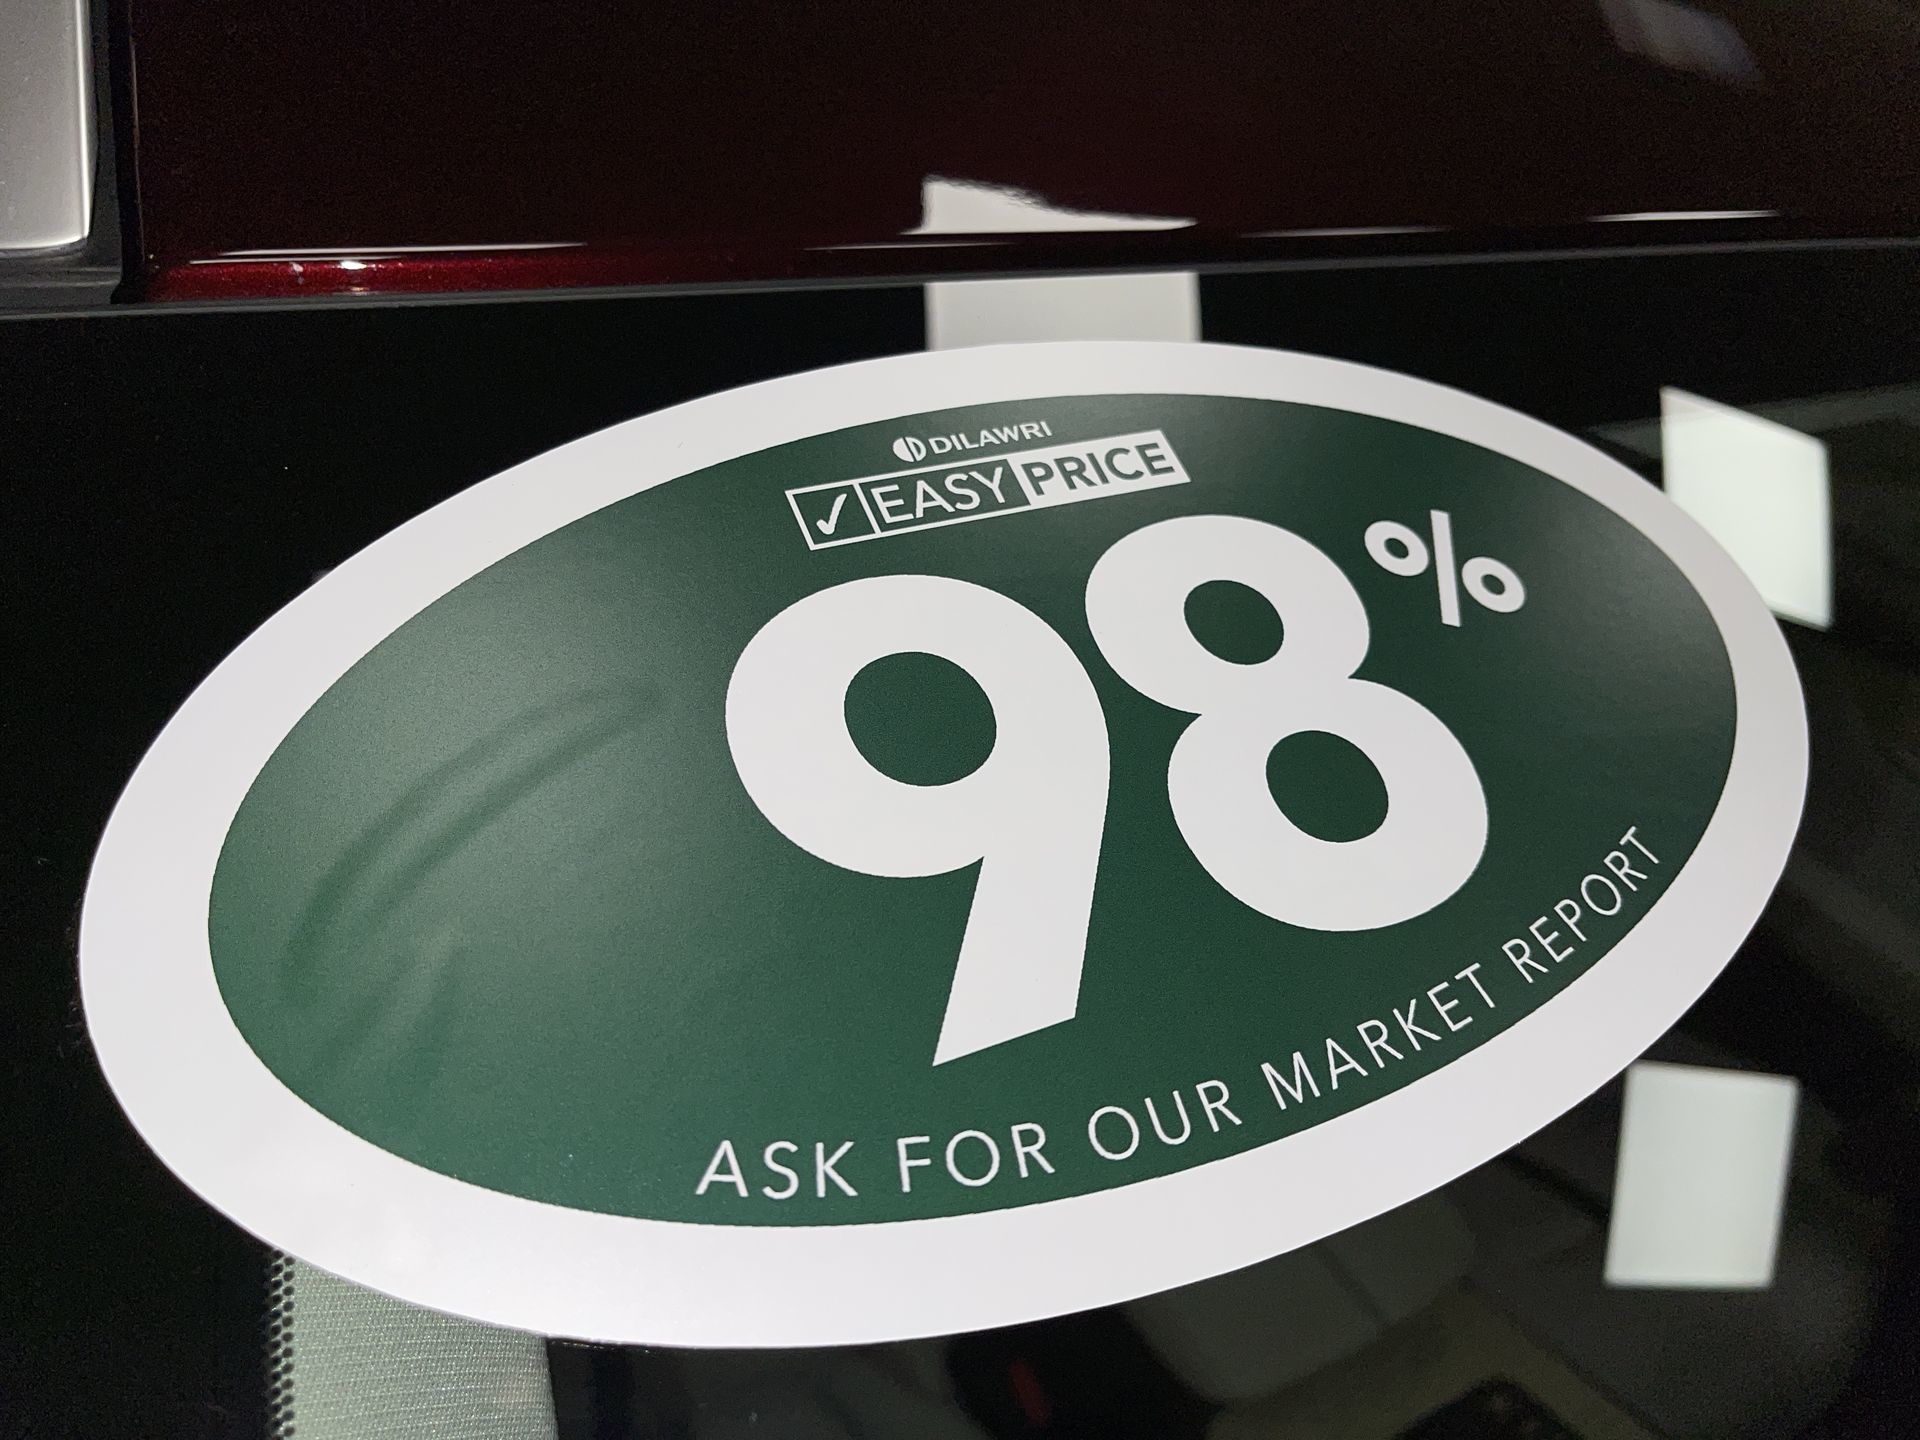 DILAWRI
EASY PRICE
98%
ASK FOR OUR MARKET REPORT